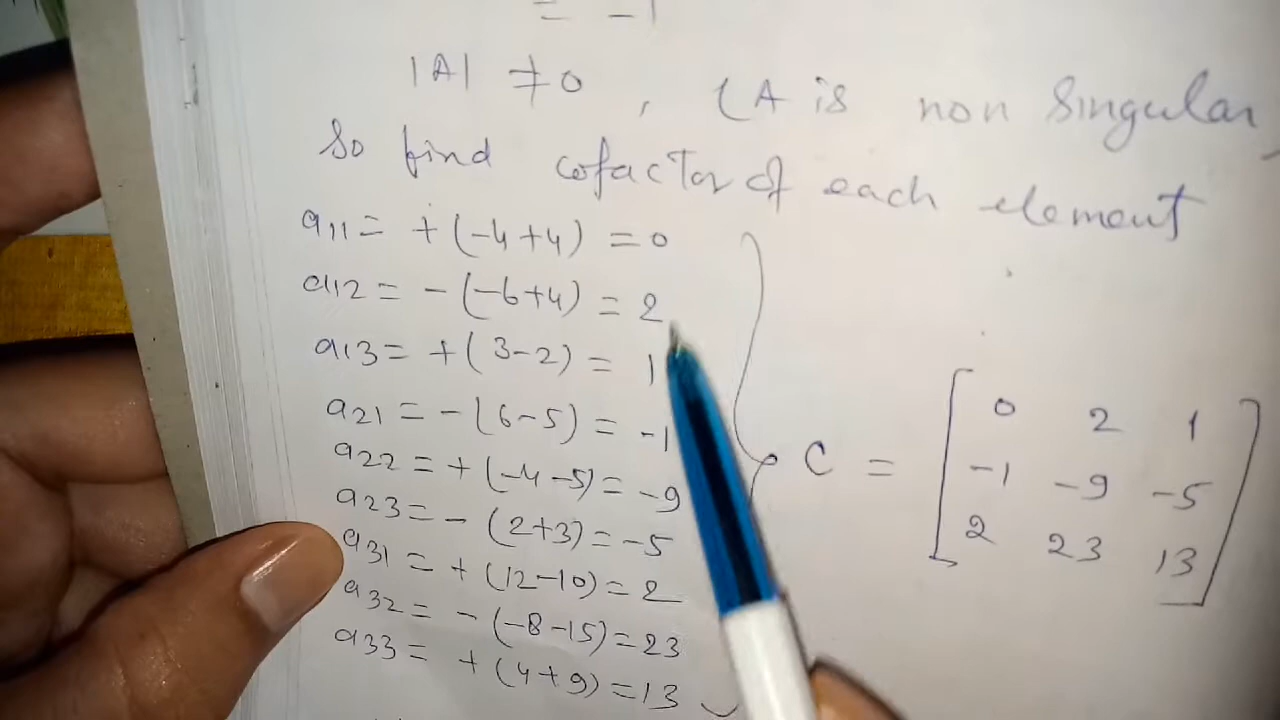 = -1
|A| ≠ 0, (A is non Singular
So find cofactor of each element
a11 = +(-4+4) = 0
a12 = -(-6+4) = 2
a13 = +(3-2) = 1
a21 = -(6-5) = -1
a22 = +(-4-5) = -9
a23 = -(2+3) = -5
a31 = +(12-10) = 2
a32 = -(-8-15) = 23
a33 = +(4+9) = 13
C = [0 2 1
-1 -9 -5
2 23 13]